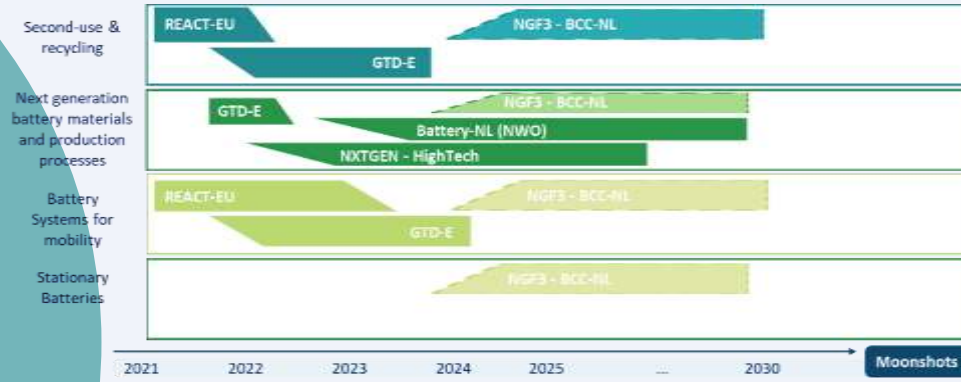 Second-use &
recycling
REACT-EU
NGF3 - BCC-NL
GTD-E
Next generation
battery materials
and production
processes
GTD-E
NGF3 - BCC-NL
Battery-NL (NWO)
NXTGEN - HighTech
Battery
Systems for
mobility
REACT-EU
NGF3 - BCC-NL
GTD-E
Stationary
Batteries
NGF3 - BCC-NL
2021 2022 2023 2024 2025 ... 2030
Moonshots